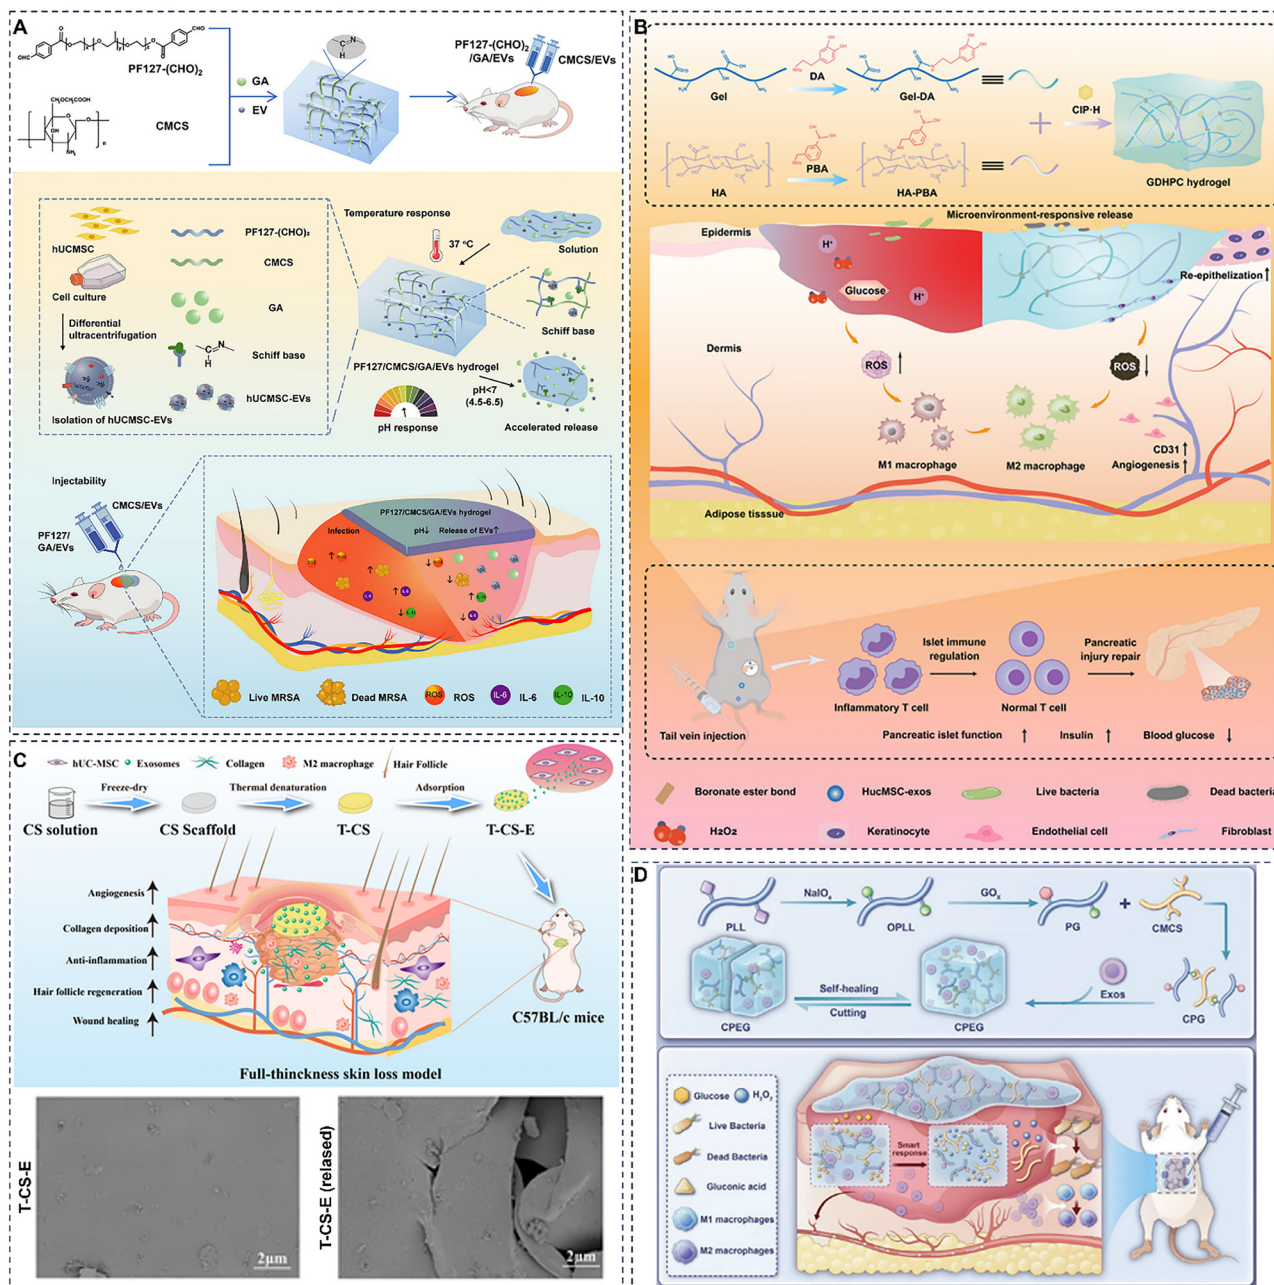 A
PF127-(CHO)₂
CMCS
GA
EV
PF127-(CHO)₂
/GA/EVs
CMCS/EVs
hUCMSC
Cell culture
Differential
ultracentrifugation
Isolation of hUCMSC-EVs
PF127-(CHO)₂
CMCS
GA
Schiff base
hUCMSC-EVs
Temperature response
37 °C
Solution
Schiff base
PF127/CMCS/GA/EVs hydrogel
pH<7
(4.5-6.5)
pH response
Accelerated release
Injectability
CMCS/EVs
PF127/
GA/EVs
PF127/CMCS/GA/EVs hydrogel
Infection
pH↓
Release of EVs↑
Live MRSA
Dead MRSA
ROS
ROS
IL-6
IL-6
IL-10
IL-10
B
Gel
DA
Gel-DA
CIP·H
HA
PBA
HA-PBA
GDHPC hydrogel
Microenvironment-responsive release
Epidermis
H⁺
Glucose
H⁺
Re-epithelization ↑
Dermis
ROS ↑
ROS ↓
M1 macrophage
M2 macrophage
CD31 ↑
Angiogenesis ↑
Adipose tisssue
Tail vein injection
Inflammatory T cell
Islet immune
regulation
Normal T cell
Pancreatic
injury repair
Pancreatic islet function ↑
Insulin ↑
Blood glucose ↓
Boronate ester bond
HucMSC-exos
Live bacteria
Dead bacteria
H₂O₂
Keratinocyte
Endothelial cell
Fibroblast
C
hUC-MSC
Exosomes
Collagen
M2 macrophage
Hair Follicle
Freeze-dry
Thermal denaturation
Adsorption
CS solution
CS Scaffold
T-CS
T-CS-E
Angiogenesis
Collagen deposition
Anti-inflammation
Hair follicle regeneration
Wound healing
C57BL/c mice
Full-thinckness skin loss model
T-CS-E
2μm
T-CS-E (relased)
2μm
D
PLL
NaIO₄
OPLL
GOₓ
PG
+
CMCS
Self-healing
Cutting
CPEG
CPEG
Exos
CPG
Glucose
H₂O₂
Live Bacteria
Dead Bacteria
Gluconic acid
M1 macrophages
M2 macrophages
Smart
response